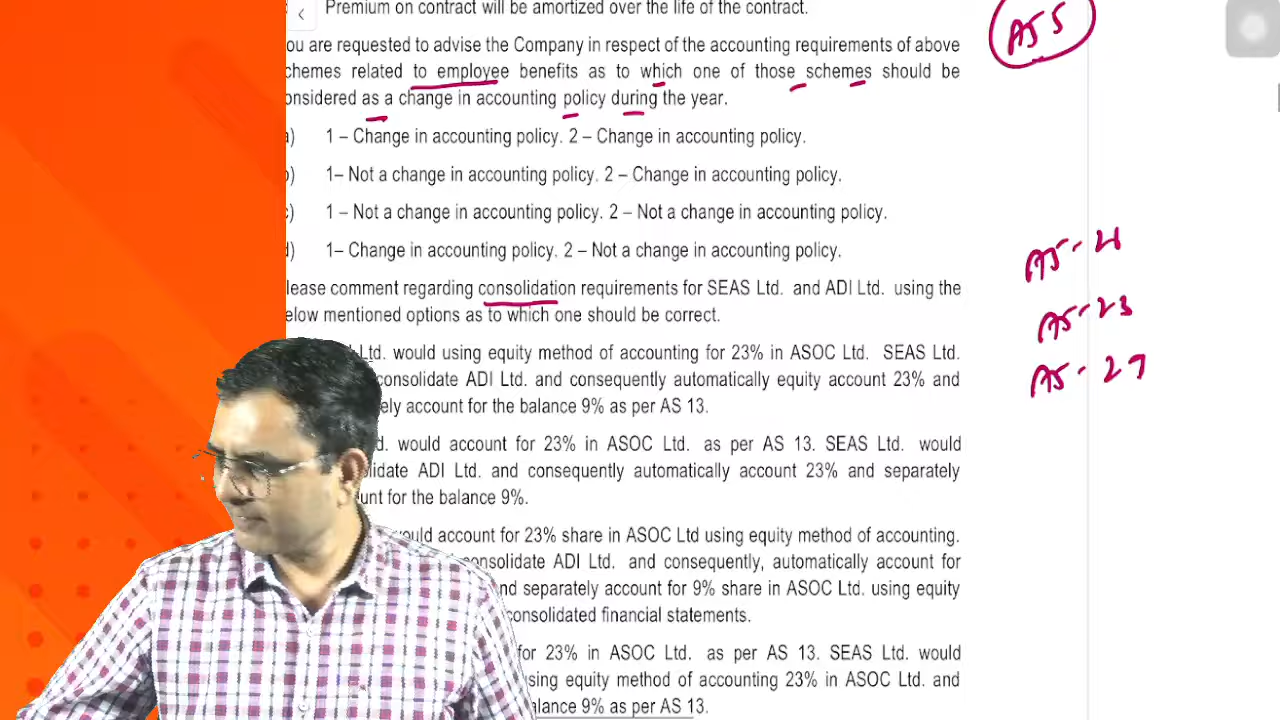 Premium on contract will be amortized over the life of the contract.
ou are requested to advise the Company in respect of the accounting requirements of above
chemes related to employee benefits as to which one of those schemes should be
onsidered as a change in accounting policy during the year.
) 1 – Change in accounting policy. 2 – Change in accounting policy.
) 1– Not a change in accounting policy. 2 – Change in accounting policy.
) 1 – Not a change in accounting policy. 2 – Not a change in accounting policy.
) 1– Change in accounting policy. 2 – Not a change in accounting policy.
lease comment regarding consolidation requirements for SEAS Ltd. and ADI Ltd. using the
elow mentioned options as to which one should be correct.
Ltd. would using equity method of accounting for 23% in ASOC Ltd. SEAS Ltd.
consolidate ADI Ltd. and consequently automatically equity account 23% and
ely account for the balance 9% as per AS 13.
d. would account for 23% in ASOC Ltd. as per AS 13. SEAS Ltd. would
lidate ADI Ltd. and consequently automatically account 23% and separately
unt for the balance 9%.
ould account for 23% share in ASOC Ltd using equity method of accounting.
onsolidate ADI Ltd. and consequently, automatically account for
nd separately account for 9% share in ASOC Ltd. using equity
consolidated financial statements.
for 23% in ASOC Ltd. as per AS 13. SEAS Ltd. would
sing equity method of accounting 23% in ASOC Ltd. and
alance 9% as per AS 13.
AS 5
AS-21
AS-23
AS-27